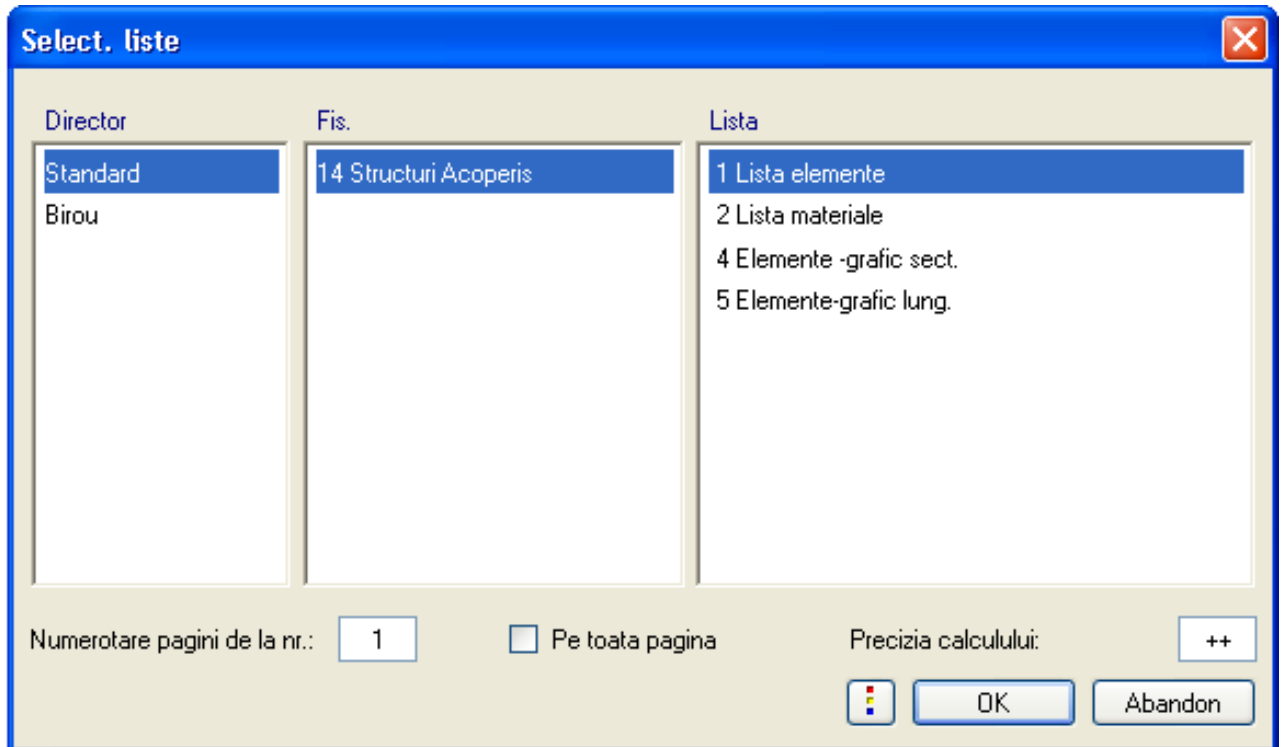 Select. liste
Director Fis. Lista
Standard 14 Structuri Acoperis 1 Lista elemente
Birou 2 Lista materiale
4 Elemente -grafic sect.
5 Elemente-grafic lung.
Numerotare pagini de la nr.: 1 Pe toata pagina Precizia calculului: ++
OK Abandon